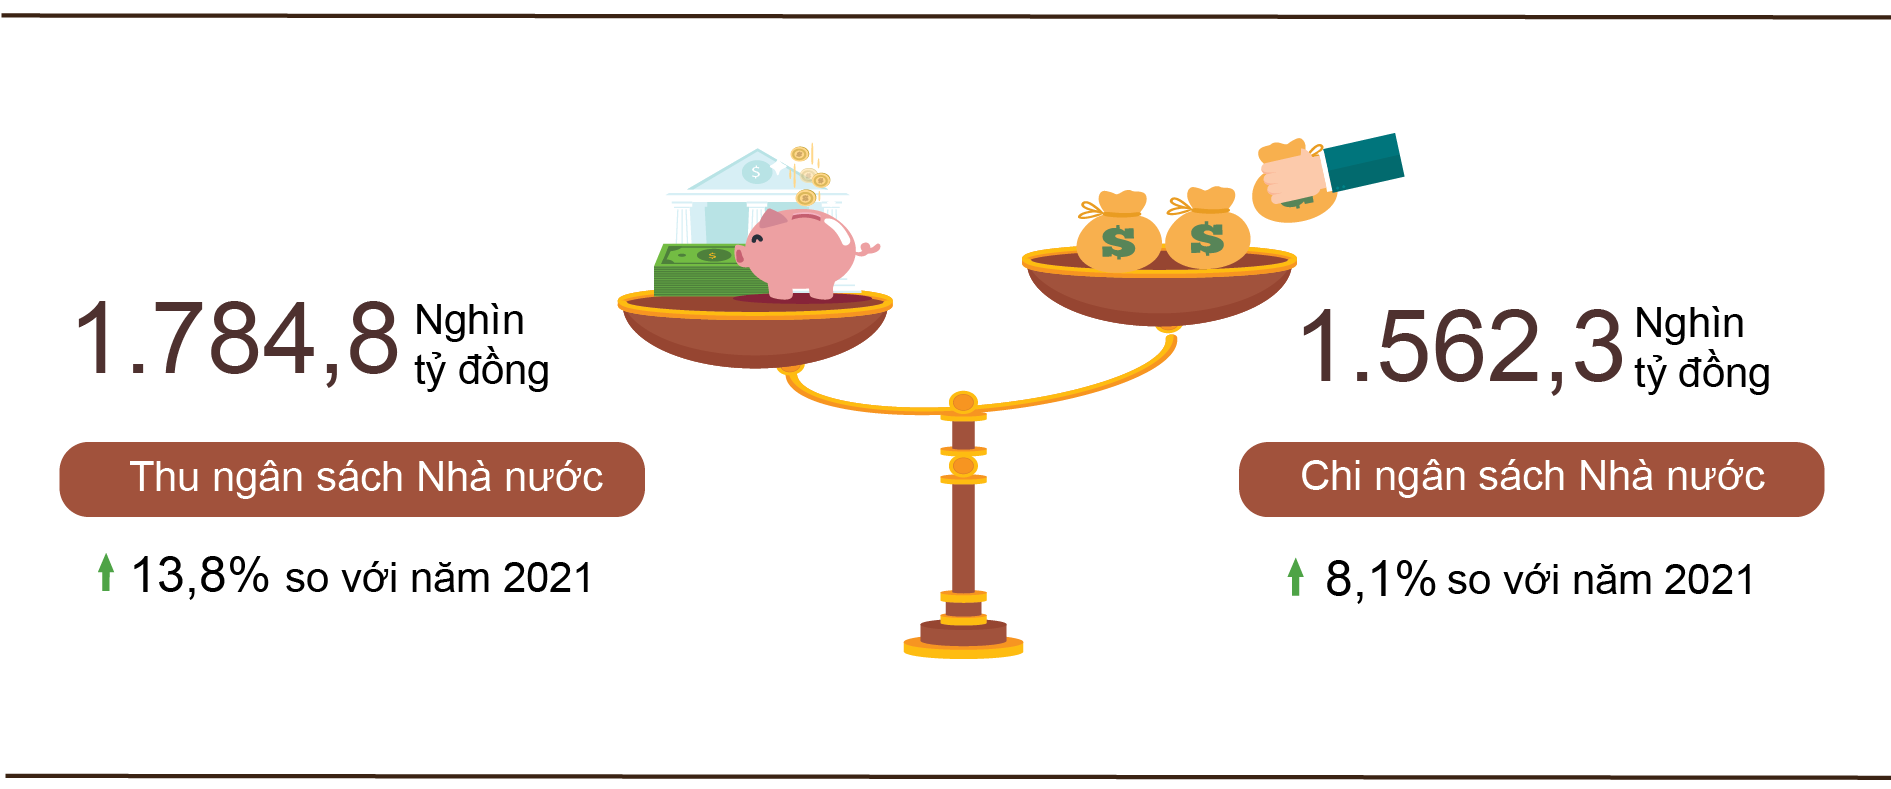 1.784,8 Nghìn
tỷ đồng
Thu ngân sách Nhà nước
13,8% so với năm 2021
$
$
$
$
$
1.562,3 Nghìn
tỷ đồng
Chi ngân sách Nhà nước
8,1% so với năm 2021